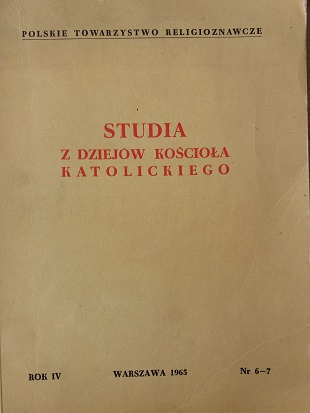 POLSKIE TOWARZYSTWO RELIGIOZNAWCZE
STUDIA
Z DZIEJÓW KOŚCIOŁA
KATOLICKIEGO
ROK IV WARSZAWA 1965 Nr 6-7